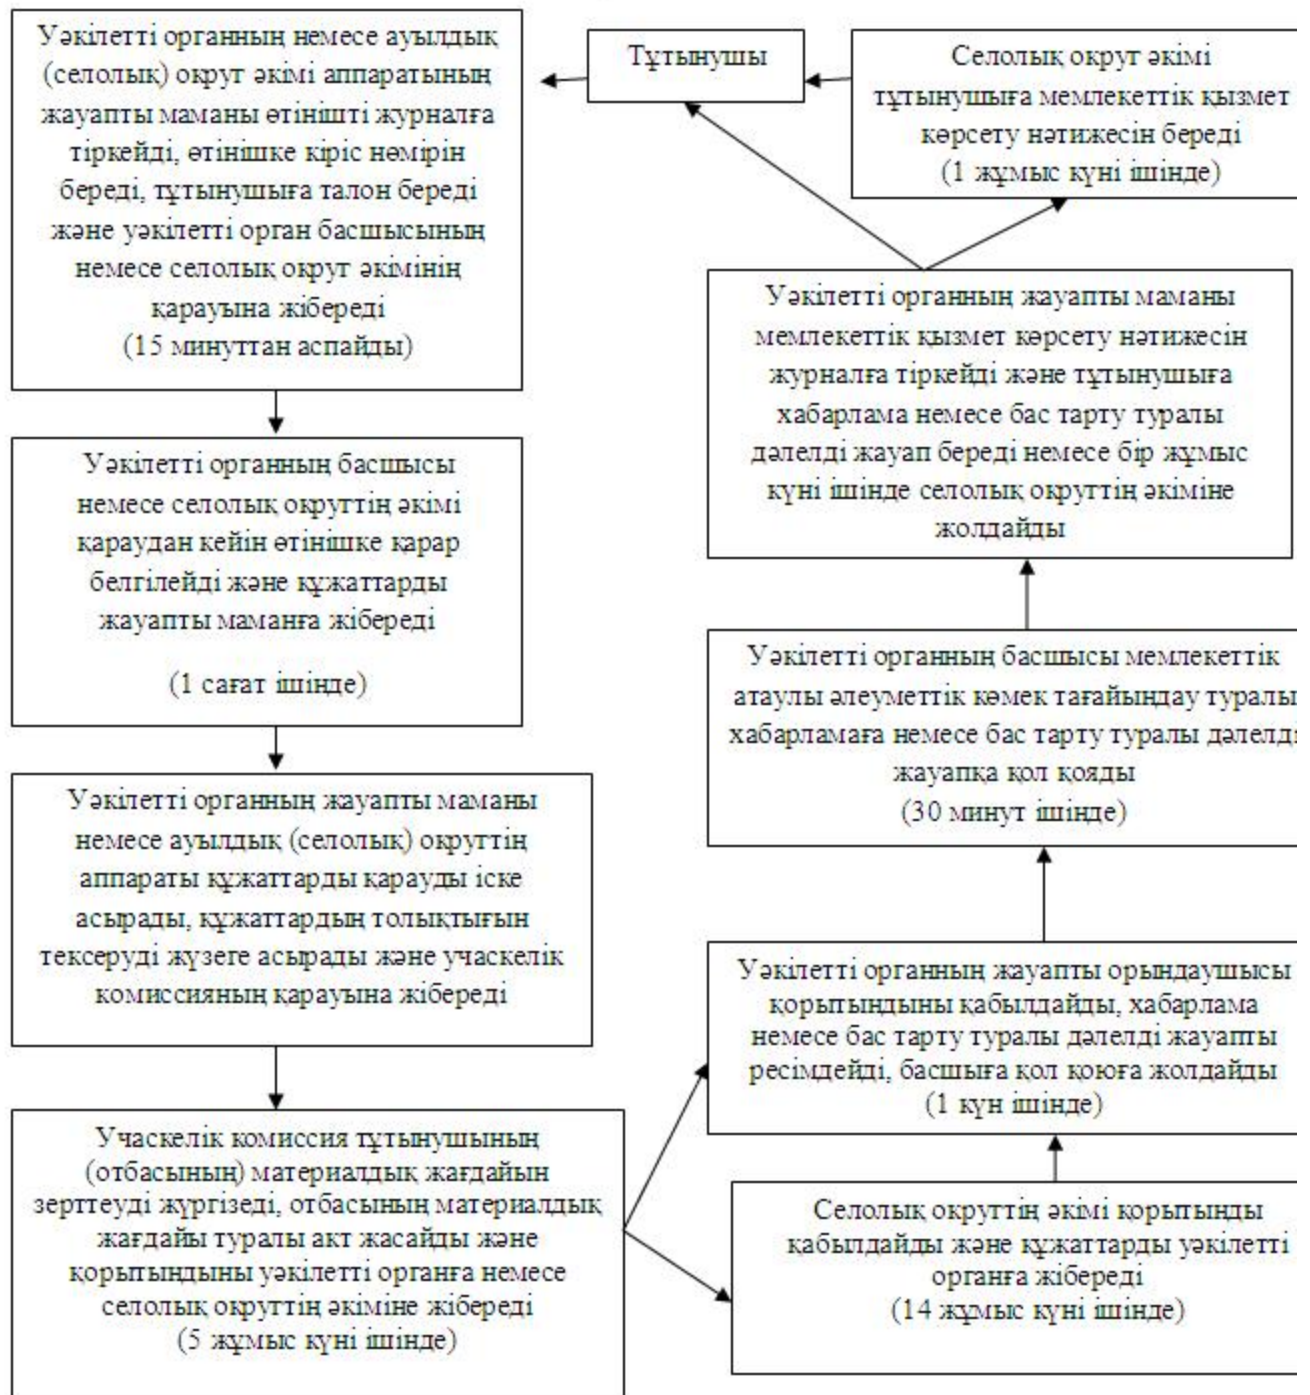 Уәкілетті органның немесе ауылдық
(селолық) округ әкімі аппаратының
жауапты маманы өтінішті журналға
тіркейді, өтінішке кіріс нөмірін
береді, тұтынушыға талон береді
және уәкілетті орган басшысының
немесе селолық округ әкімінің
қарауына жібереді
(15 минуттан аспайды)
Уәкілетті органның басшысы
немесе селолық округтің әкімі
қараудан кейін өтінішке қарар
белгілейді және құжаттарды
жауапты маманға жібереді
(1 сағат ішінде)
Уәкілетті органның жауапты маманы
немесе ауылдық (селолық) округтің
аппараты құжаттарды қарауды іске
асырады, құжаттардың толықтығын
тексеруді жүзеге асырады және учаскелік
комиссияның қарауына жібереді
Учаскелік комиссия тұтынушының
(отбасының) материалдық жағдайын
зерттеуді жүргізеді, отбасының материалдық
жағдайы туралы акт жасайды және
қорытындыны уәкілетті органға немесе
селолық округтің әкіміне жібереді
(5 жұмыс күні ішінде)
Селолық округтің әкімі қорытынды
қабылдайды және құжаттарды уәкілетті
органға жібереді
(14 жұмыс күні ішінде)
Уәкілетті органның жауапты орындаушысы
қорытындыны қабылдайды, хабарлама
немесе бас тарту туралы дәлелді жауапты
ресімдейді, басшыға қол қоюға жолдайды
(1 күн ішінде)
Уәкілетті органның басшысы мемлекеттік
атаулы әлеуметтік көмек тағайындау туралы
хабарламаға немесе бас тарту туралы дәлелді
жауапқа қол қояды
(30 минут ішінде)
Уәкілетті органның жауапты маманы
мемлекеттік қызмет көрсету нәтижесін
журналға тіркейді және тұтынушыға
хабарлама немесе бас тарту туралы
дәлелді жауап береді немесе бір жұмыс
күні ішінде селолық округтің әкіміне
жолдайды
Селолық округ әкімі
тұтынушыға мемлекеттік қызмет
көрсету нәтижесін береді
(1 жұмыс күні ішінде)
Тұтынушы